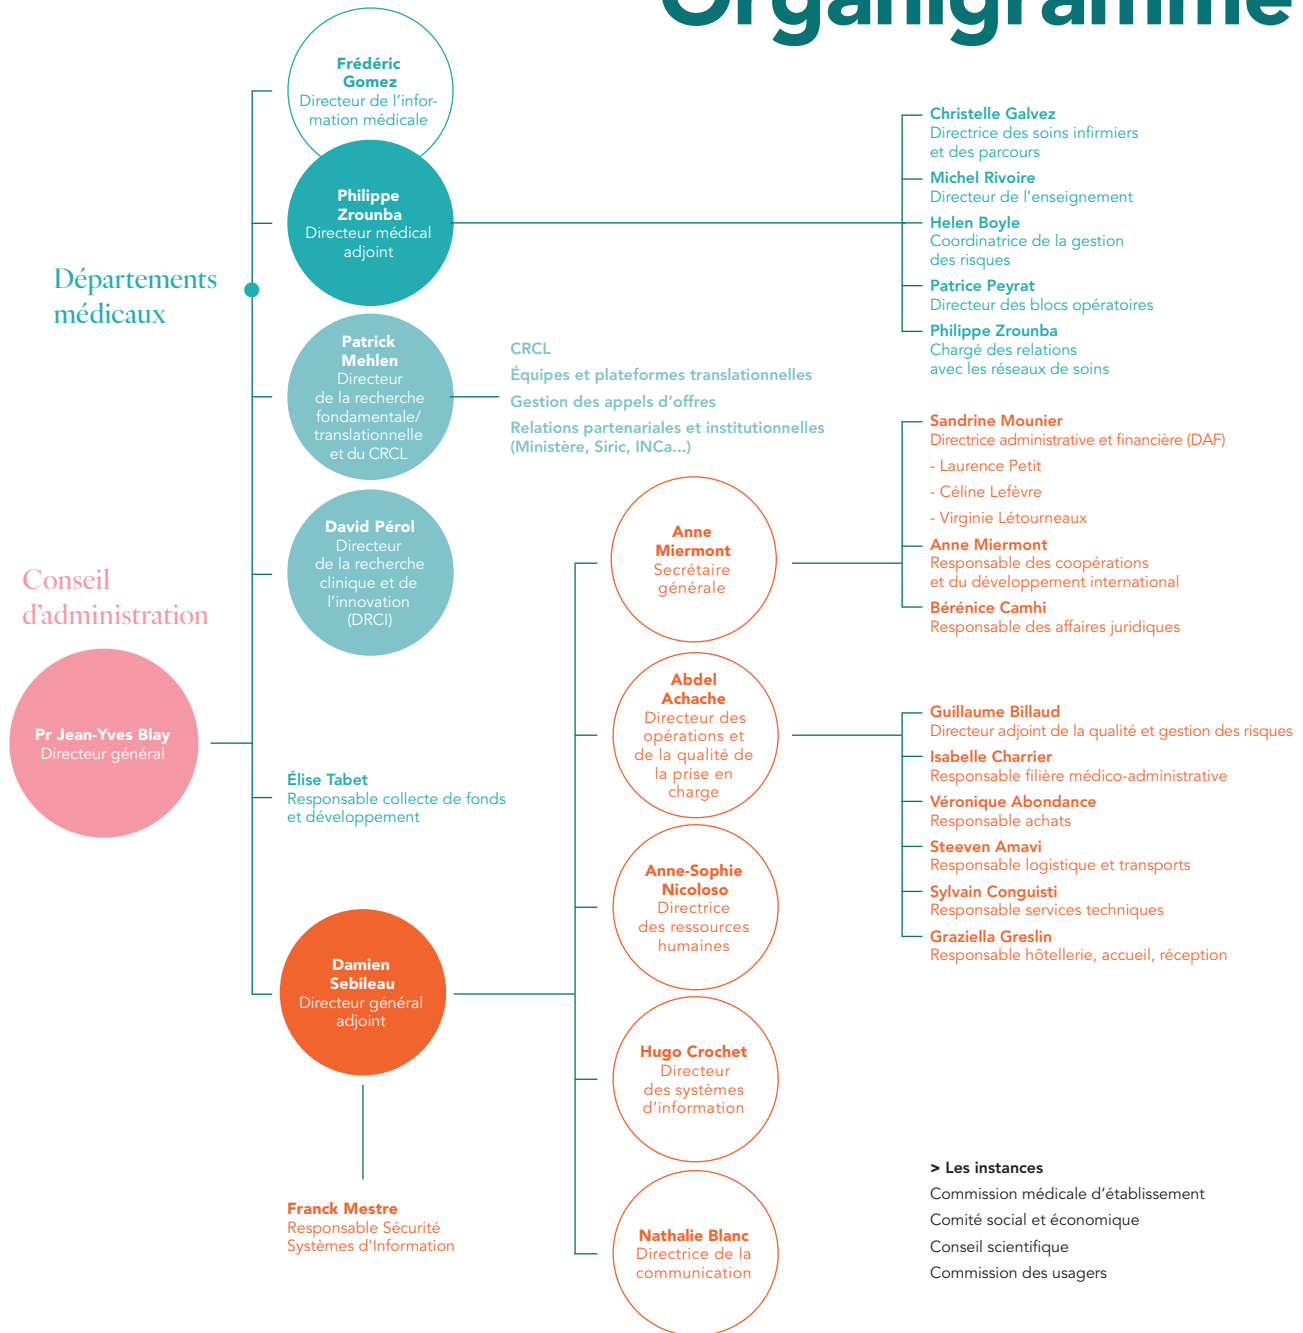 Organigramme
Frédéric
Gomez
Directeur de l'infor-
mation médicale
Philippe
Zrounba
Directeur médical
adjoint
Christelle Galvez
Directrice des soins infirmiers
et des parcours
Michel Rivoire
Directeur de l'enseignement
Helen Boyle
Coordinatrice de la gestion
des risques
Patrice Peyrat
Directeur des blocs opératoires
Philippe Zrounba
Chargé des relations
avec les réseaux de soins
Départements
médicaux
Patrick
Mehlen
Directeur
de la recherche
fondamentale/
translationnelle
et du CRCL
CRCL
Équipes et plateformes translationnelles
Gestion des appels d'offres
Relations partenariales et institutionnelles
(Ministère, Siric, INCa...)
David Pérol
Directeur
de la recherche
clinique et de
l'innovation
(DRCI)
Conseil
d'administration
Pr Jean-Yves Blay
Directeur général
Élise Tabet
Responsable collecte de fonds
et développement
Damien
Sebileau
Directeur général
adjoint
Franck Mestre
Responsable Sécurité
Systèmes d'Information
Anne
Miermont
Secrétaire
générale
Sandrine Mounier
Directrice administrative et financière (DAF)
- Laurence Petit
- Céline Lefèvre
- Virginie Létourneaux
Anne Miermont
Responsable des coopérations
et du développement international
Bérénice Camhi
Responsable des affaires juridiques
Abdel
Achache
Directeur des
opérations et
de la qualité de
la prise en
charge
Guillaume Billaud
Directeur adjoint de la qualité et gestion des risques
Isabelle Charrier
Responsable filière médico-administrative
Véronique Abondance
Responsable achats
Steeven Amavi
Responsable logistique et transports
Sylvain Conguisti
Responsable services techniques
Graziella Greslin
Responsable hôtellerie, accueil, réception
Anne-Sophie
Nicoloso
Directrice
des ressources
humaines
Hugo Crochet
Directeur
des systèmes
d'information
Nathalie Blanc
Directrice de la
communication
> Les instances
Commission médicale d'établissement
Comité social et économique
Conseil scientifique
Commission des usagers